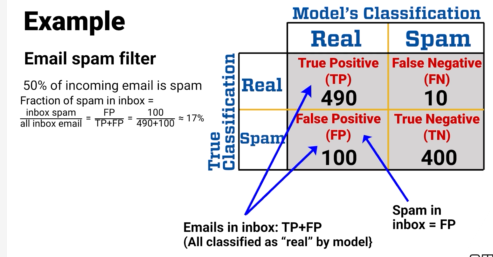 Example
Email spam filter
50% of incoming email is spam
Fraction of spam in inbox =
inbox spam / all inbox email = FP / TP+FP = 100 / 490+100 ≈ 17%
Model's Classification
Real Spam
True Classification
Real
True Positive
(TP)
490
False Negative
(FN)
10
Spam
False Positive
(FP)
100
True Negative
(TN)
400
Emails in inbox: TP+FP
(All classified as “real” by model}
Spam in
inbox = FP